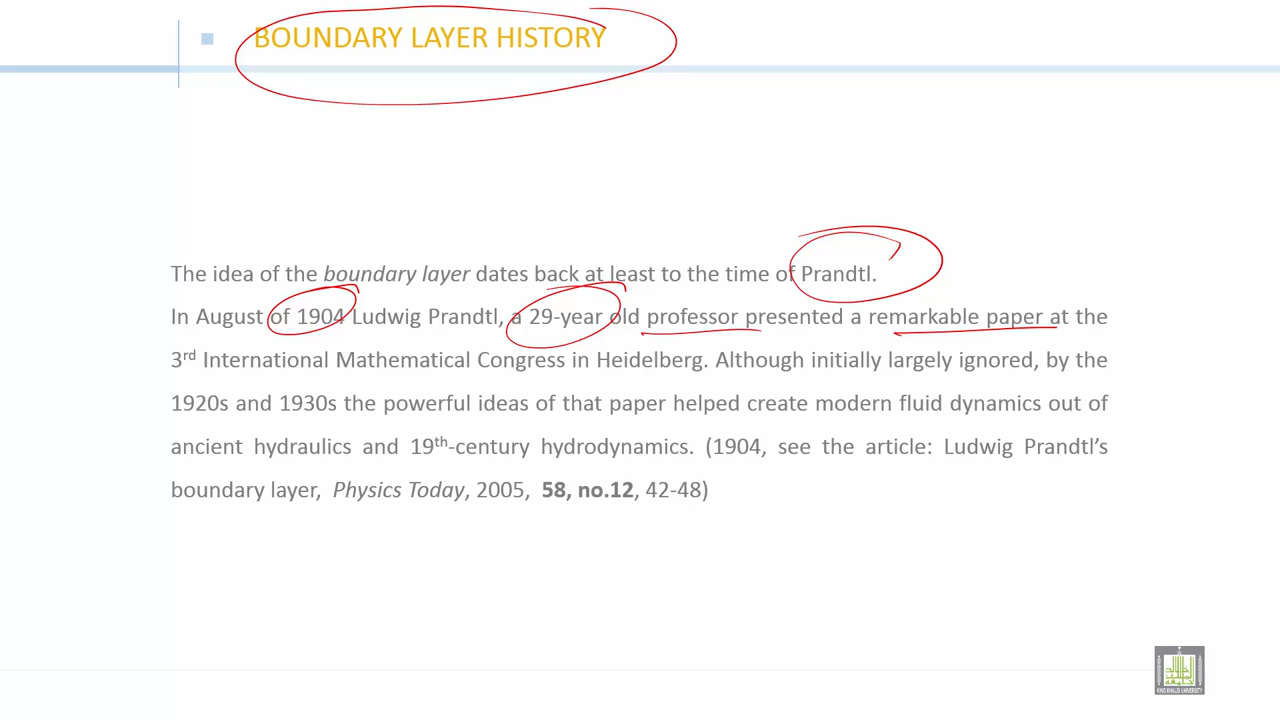 BOUNDARY LAYER HISTORY
The idea of the boundary layer dates back at least to the time of Prandtl.
In August of 1904 Ludwig Prandtl, a 29-year old professor presented a remarkable paper at the
3rd International Mathematical Congress in Heidelberg. Although initially largely ignored, by the
1920s and 1930s the powerful ideas of that paper helped create modern fluid dynamics out of
ancient hydraulics and 19th-century hydrodynamics. (1904, see the article: Ludwig Prandtl's
boundary layer, Physics Today, 2005, 58, no.12, 42-48)
KING KHALID UNIVERSITY